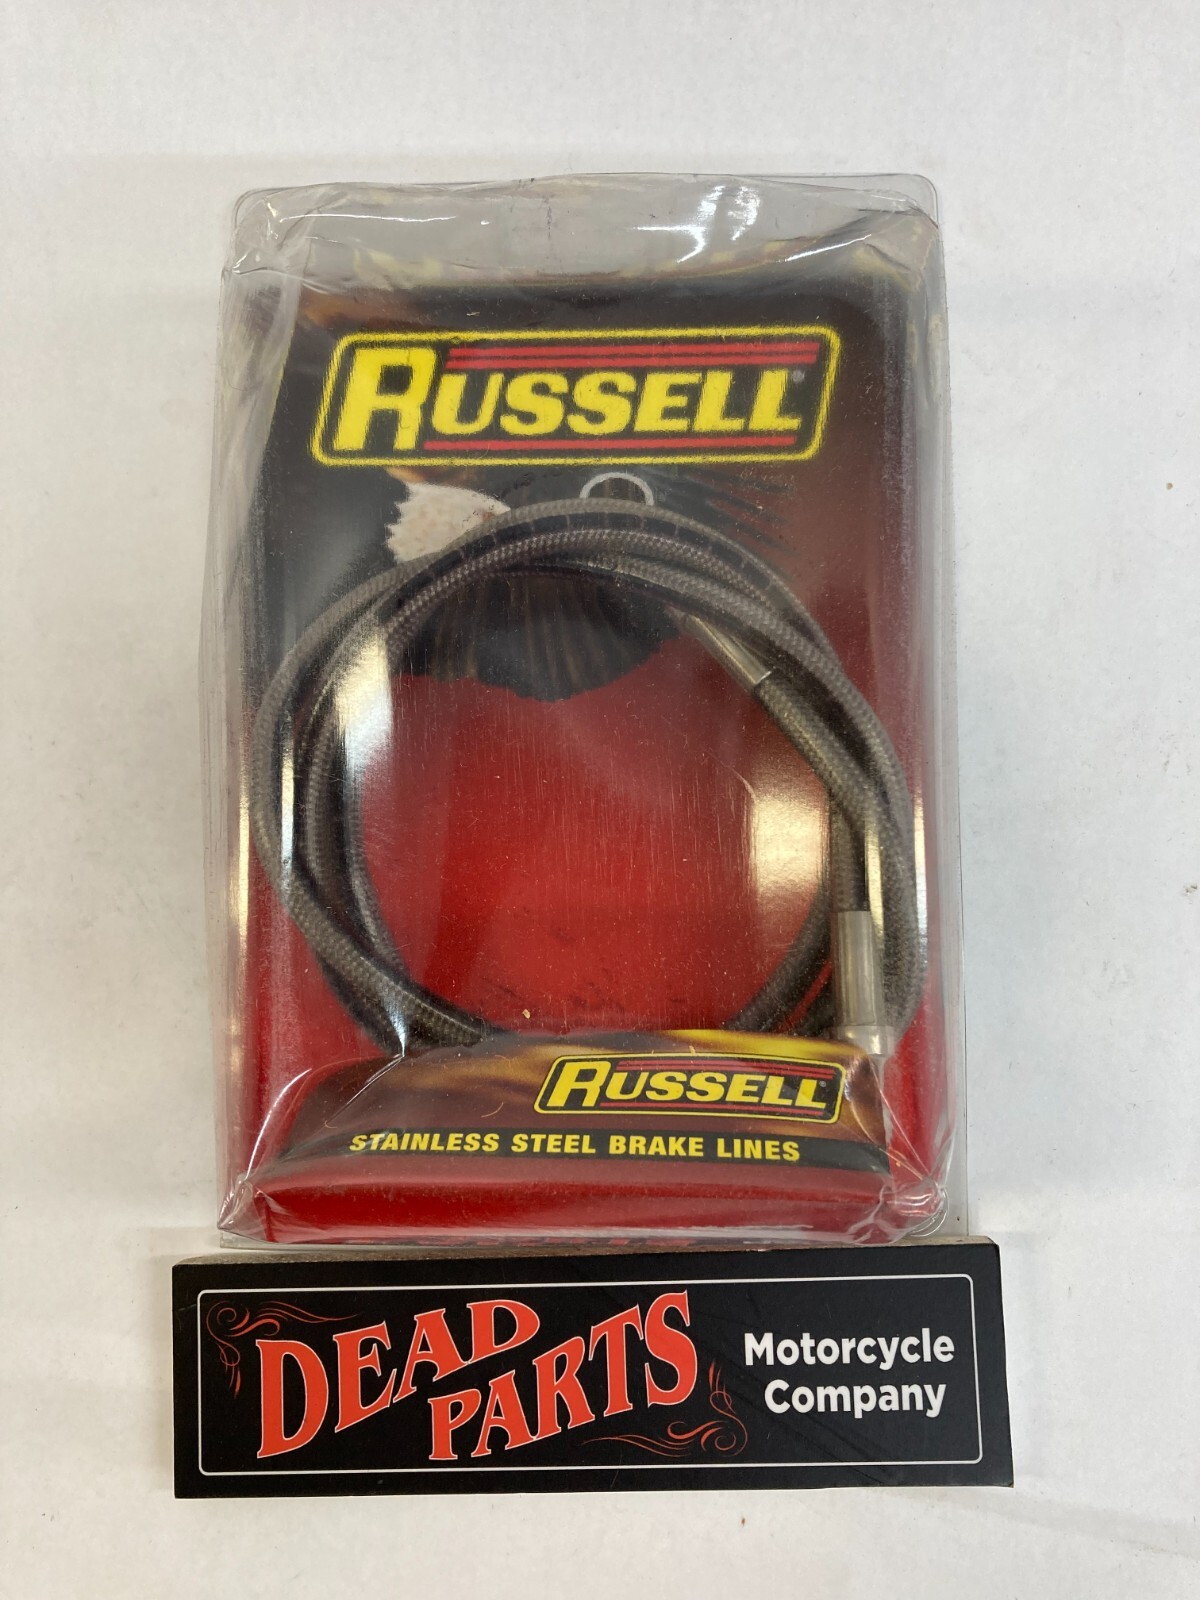 RUSSELL®
RUSSELL®
STAINLESS STEEL BRAKE LINES
DEAD PARTS
Motorcycle
Company